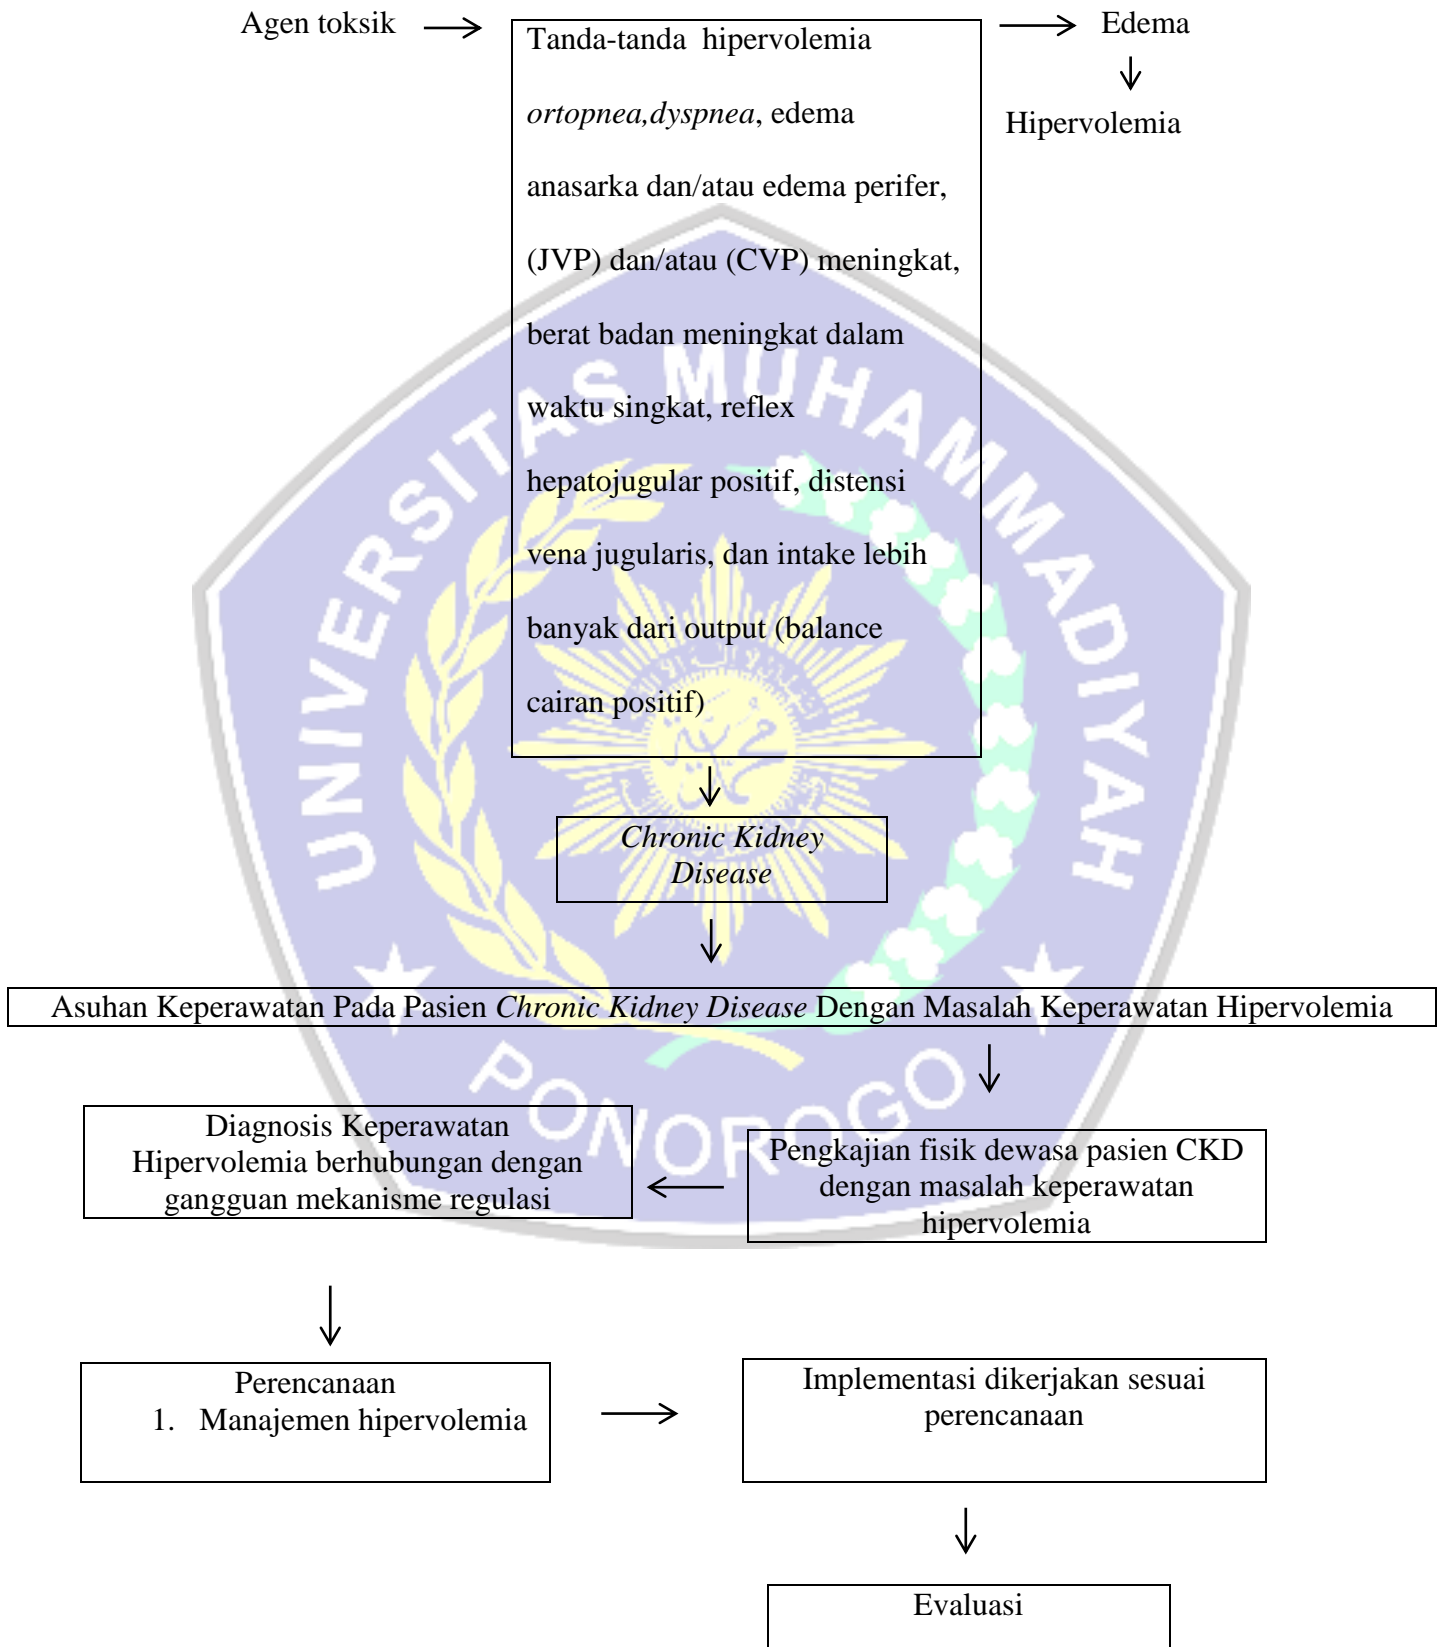 Agen toksik
Tanda-tanda hipervolemia
ortopnea,dyspnea, edema
anasarka dan/atau edema perifer,
(JVP) dan/atau (CVP) meningkat,
berat badan meningkat dalam
waktu singkat, reflex
hepatojugular positif, distensi
vena jugularis, dan intake lebih
banyak dari output (balance
cairan positif)
Edema
Hipervolemia
UNIVERSITAS MUHAMMADIYAH
PONOROGO
Chronic Kidney
Disease
Asuhan Keperawatan Pada Pasien Chronic Kidney Disease Dengan Masalah Keperawatan Hipervolemia
Pengkajian fisik dewasa pasien CKD
dengan masalah keperawatan
hipervolemia
Diagnosis Keperawatan
Hipervolemia berhubungan dengan
gangguan mekanisme regulasi
Perencanaan
1. Manajemen hipervolemia
Implementasi dikerjakan sesuai
perencanaan
Evaluasi